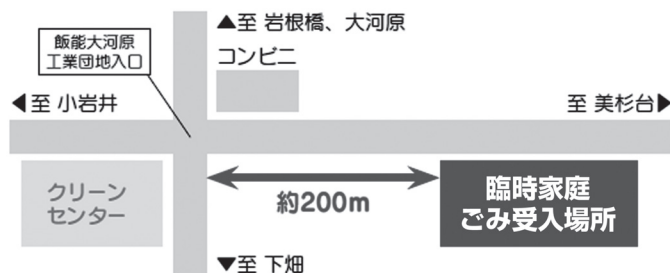 ▲至 岩根橋、大河原
飯能大河原
工業団地入口
コンビニ
◀至 小岩井
至 美杉台▶
クリーン
センター
約200m
臨時家庭
ごみ受入場所
▼至 下畑